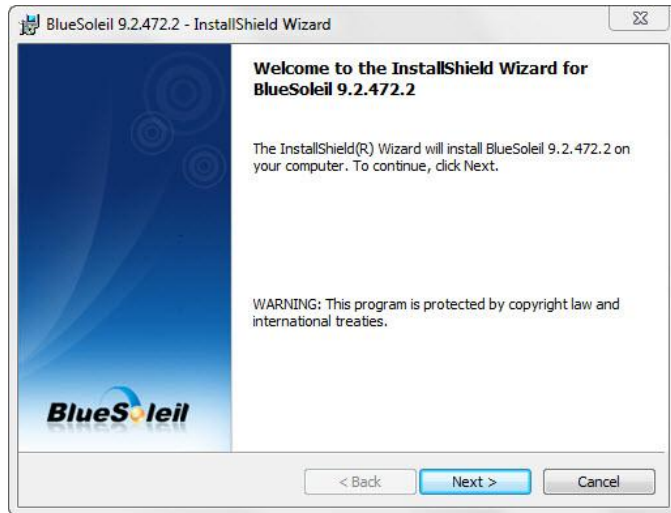 BlueSoleil 9.2.472.2 - InstallShield Wizard
Welcome to the InstallShield Wizard for
BlueSoleil 9.2.472.2
The InstallShield(R) Wizard will install BlueSoleil 9.2.472.2 on
your computer. To continue, click Next.
WARNING: This program is protected by copyright law and
international treaties.
BlueSoleil
< Back
Next >
Cancel